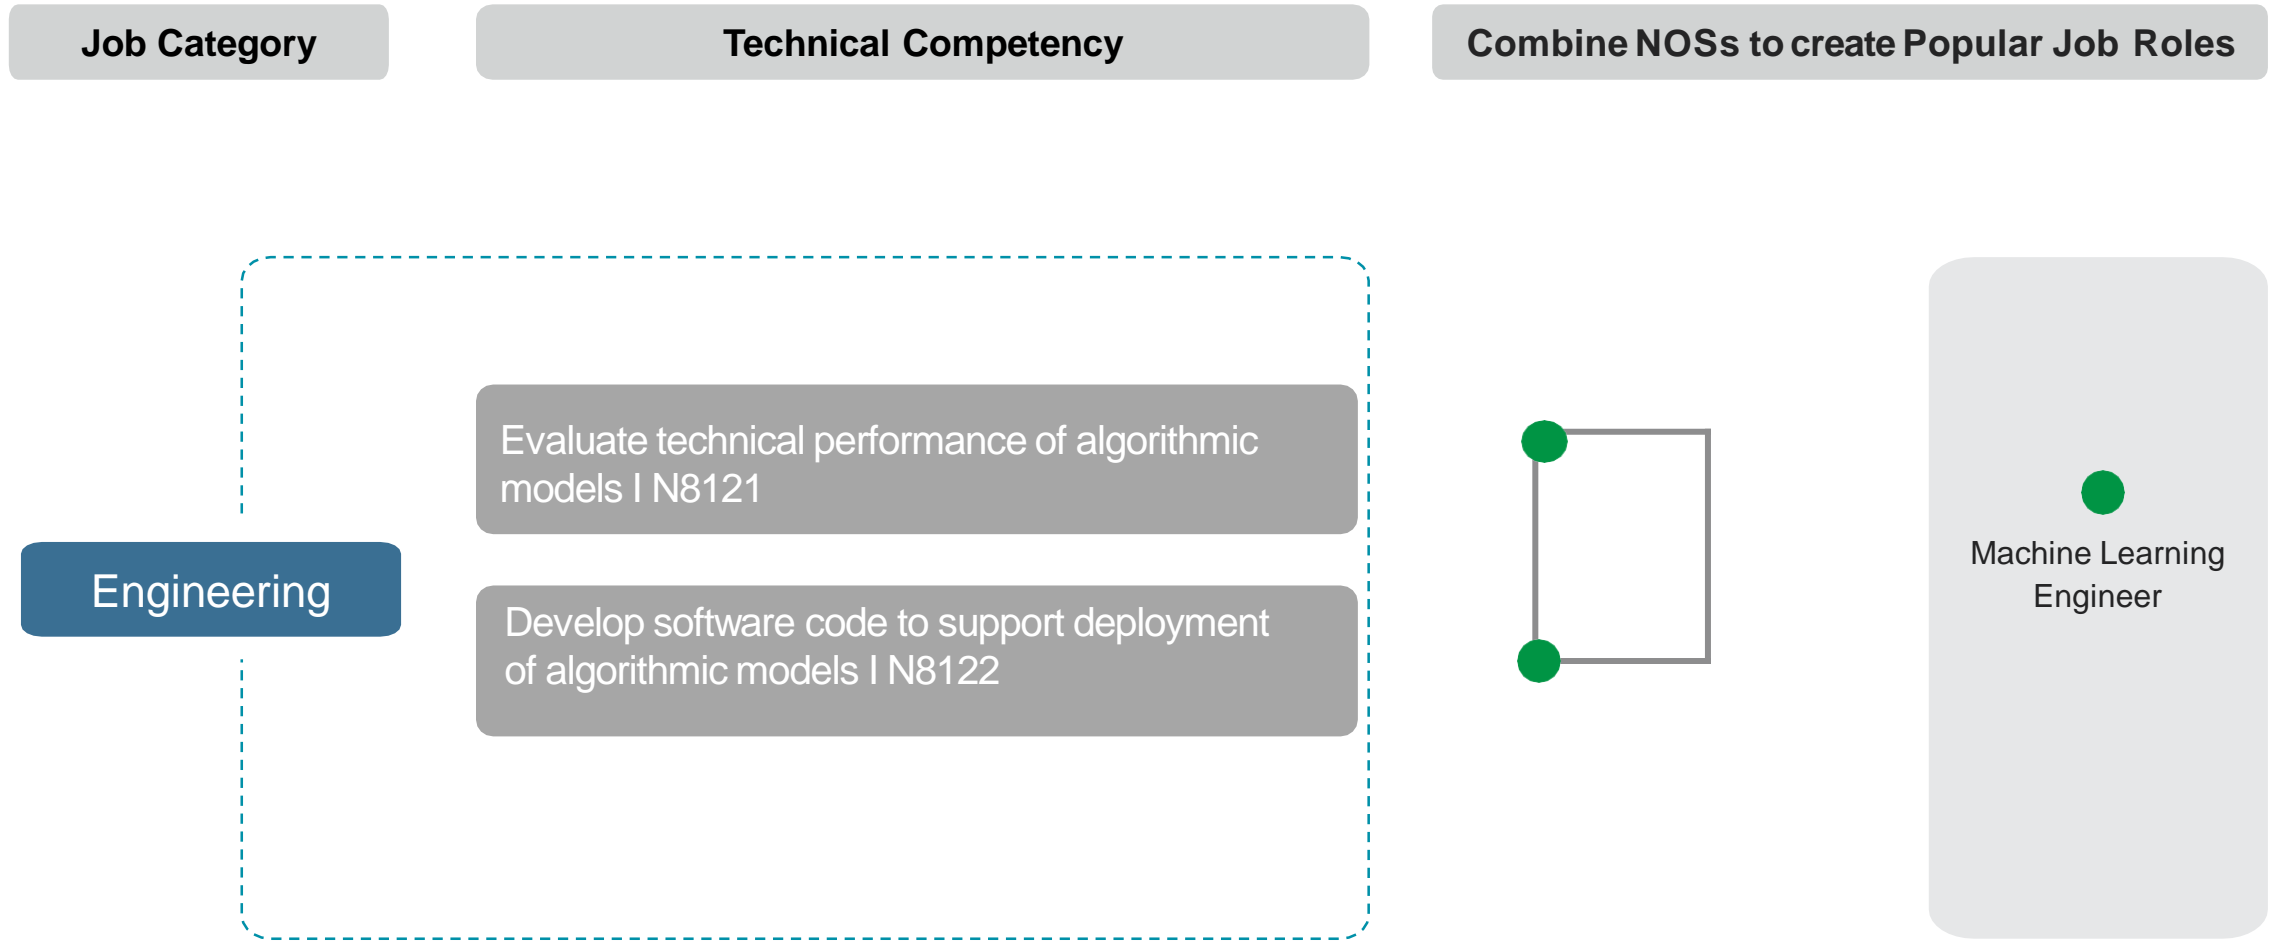 Job Category
Technical Competency
Combine NOSs to create Popular Job Roles
Evaluate technical performance of algorithmic
models I N8121
Engineering
Develop software code to support deployment
of algorithmic models I N8122
Machine Learning
Engineer